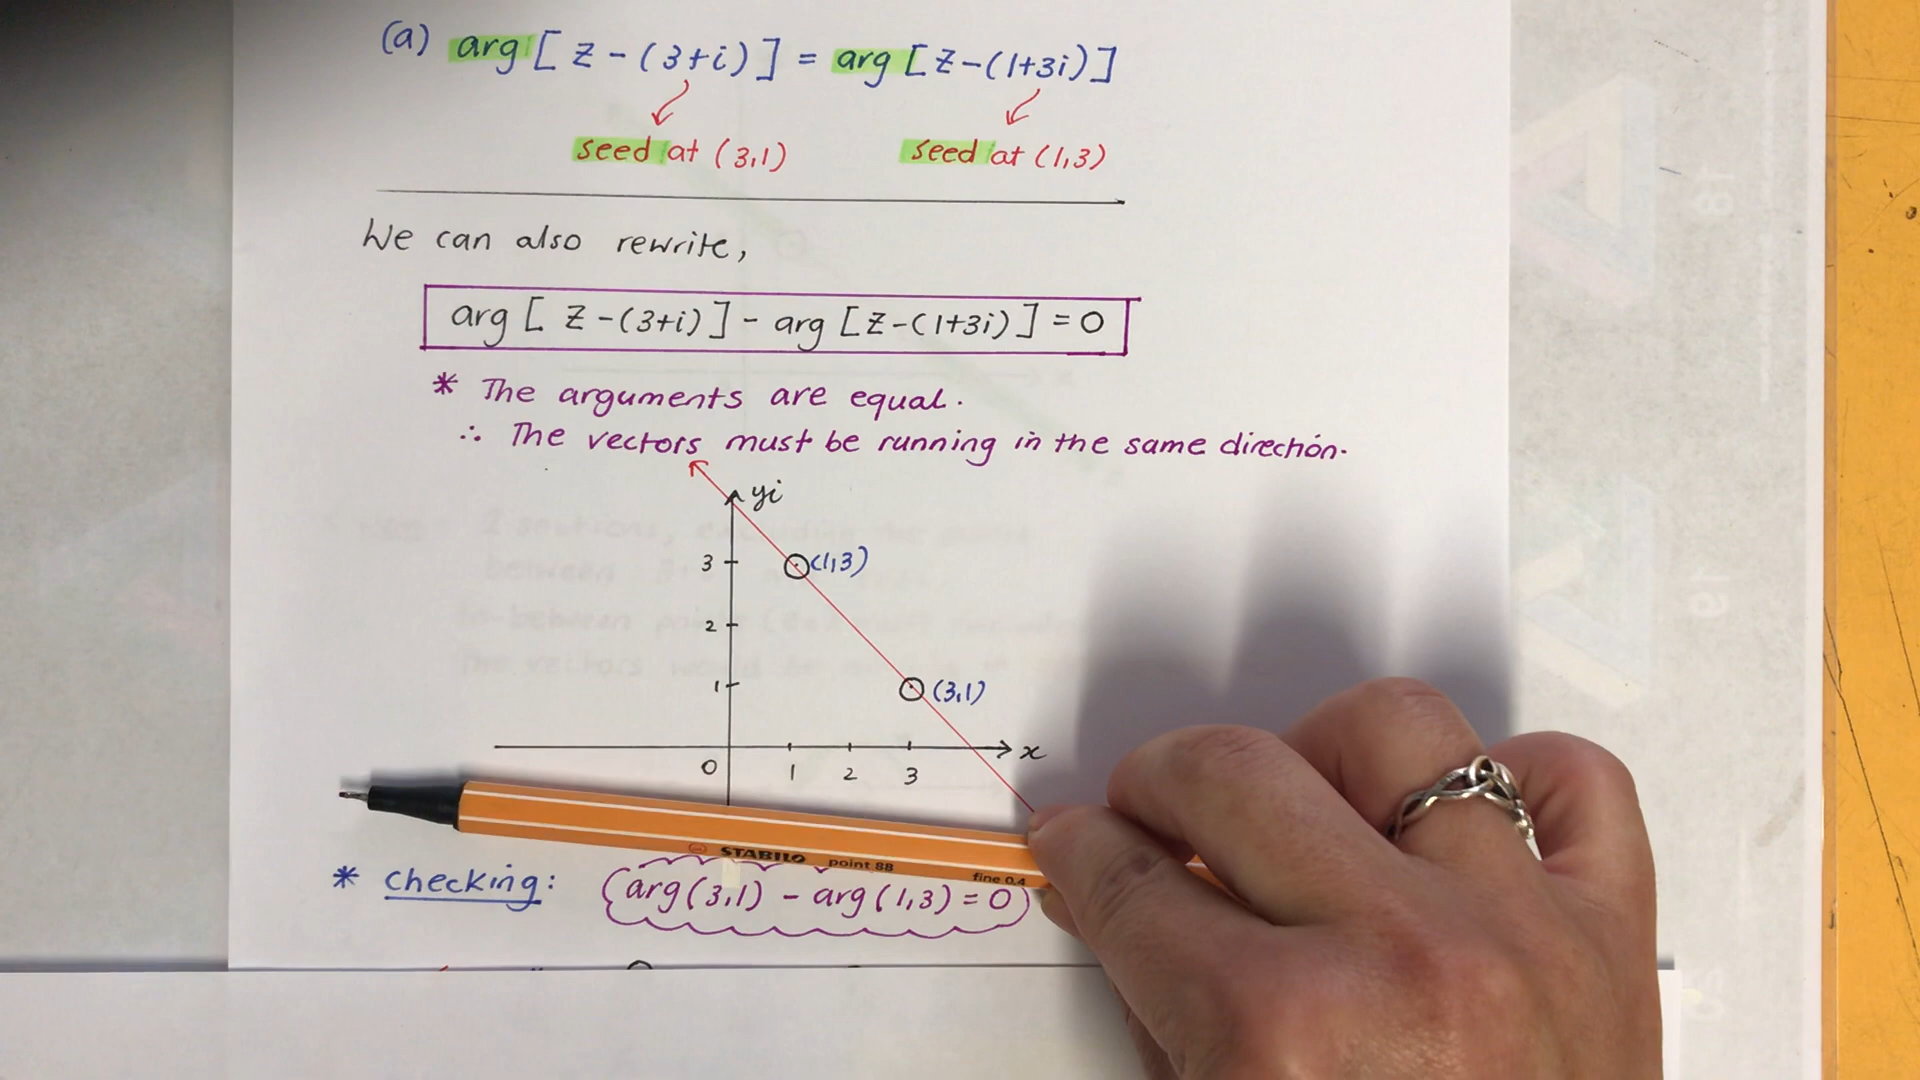 (a) arg [ z - (3+i) ] = arg [z-(1+3i)]
seed at (3,1) seed at (1,3)
We can also rewrite,
arg [ z -(3+i) ] - arg [z-(1+3i) ] = 0
* The arguments are equal.
∴ The vectors must be running in the same direction.
yi
3 (1,3)
2
1 (3,1)
x
0 1 2 3
STABILO point 88 fine 0.4
* checking: (arg(3,1) - arg(1,3) = 0)
18
19